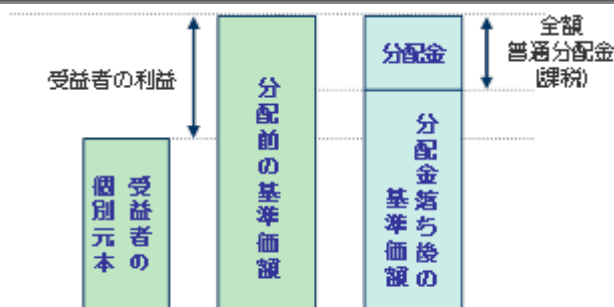 全額
普通分配金
(課税)
分配金
受益者の利益
分配前の基準価額
分配金落ち後の
基準価額
受益者の
個別元本